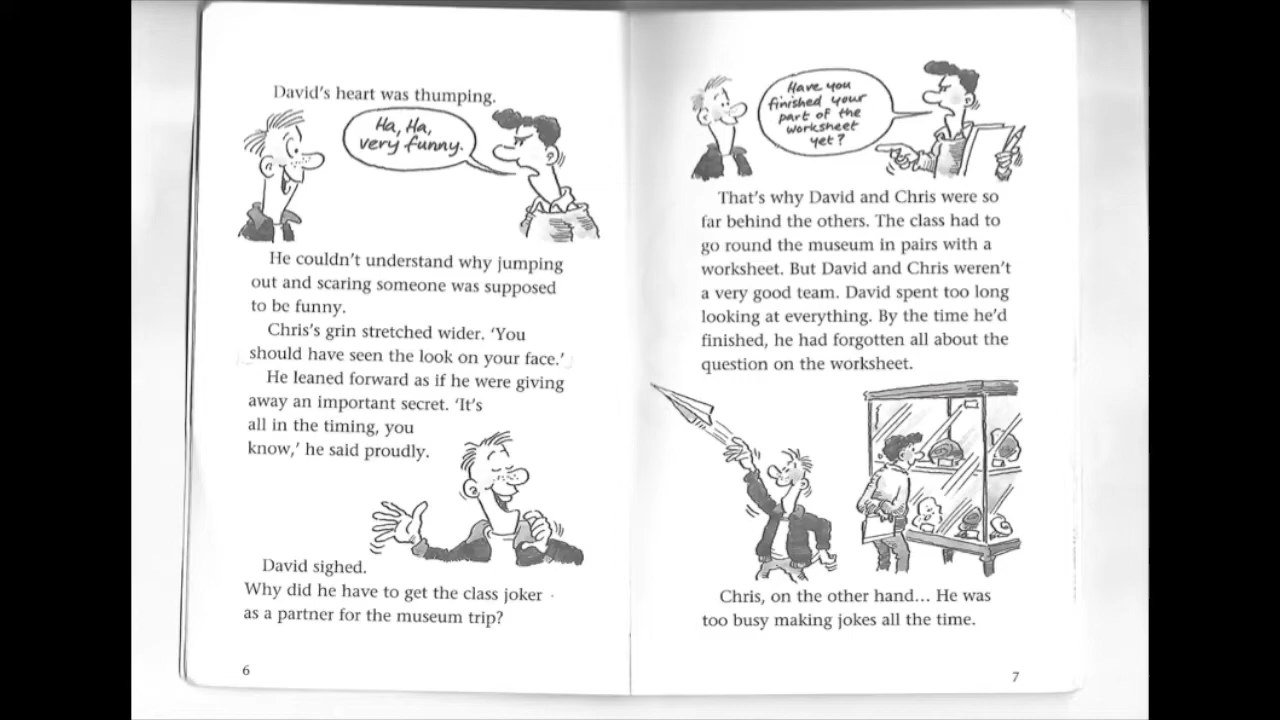 David's heart was thumping.
Ha, Ha,
very funny.
He couldn't understand why jumping
out and scaring someone was supposed
to be funny.
Chris's grin stretched wider. 'You
should have seen the look on your face.'
He leaned forward as if he were giving
away an important secret. 'It's
all in the timing, you
know,' he said proudly.
David sighed.
Why did he have to get the class joker
as a partner for the museum trip?
6
Have you
finished your
part of the
worksheet
yet?
That's why David and Chris were so
far behind the others. The class had to
go round the museum in pairs with a
worksheet. But David and Chris weren't
a very good team. David spent too long
looking at everything. By the time he'd
finished, he had forgotten all about the
question on the worksheet.
Chris, on the other hand... He was
too busy making jokes all the time.
7